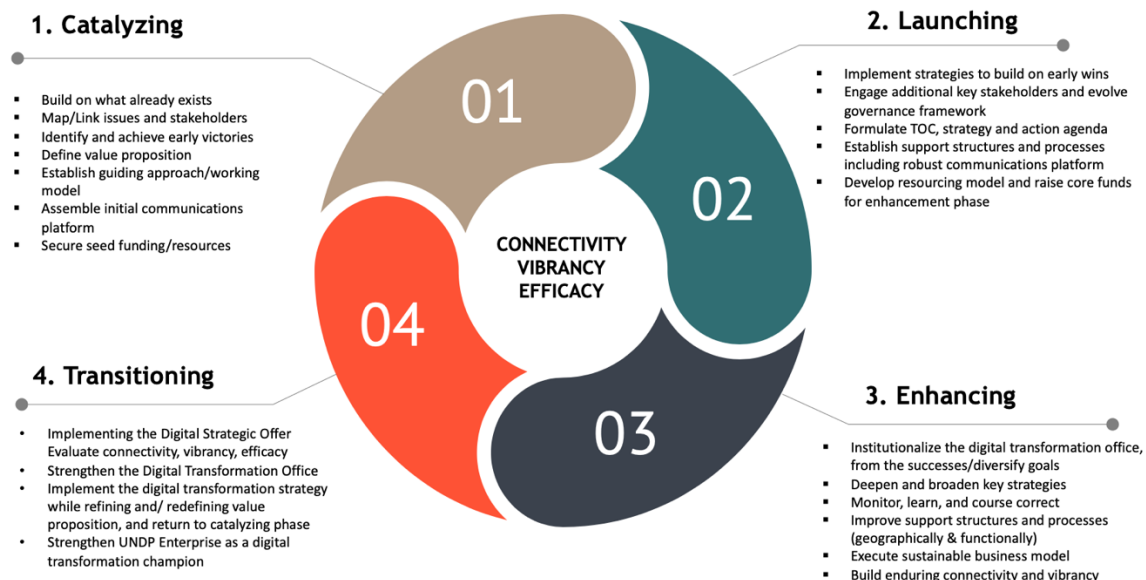 1. Catalyzing
▪ Build on what already exists
▪ Map/Link issues and stakeholders
▪ Identify and achieve early victories
▪ Define value proposition
▪ Establish guiding approach/working
model
▪ Assemble initial communications
platform
▪ Secure seed funding/resources
01
2. Launching
▪ Implement strategies to build on early wins
▪ Engage additional key stakeholders and evolve
governance framework
▪ Formulate TOC, strategy and action agenda
▪ Establish support structures and processes
including robust communications platform
▪ Develop resourcing model and raise core funds
for enhancement phase
02
CONNECTIVITY
VIBRANCY
EFFICACY
04
03
4. Transitioning
• Implementing the Digital Strategic Offer
Evaluate connectivity, vibrancy, efficacy
• Strengthen the Digital Transformation Office
• Implement the digital transformation strategy
while refining and/ redefining value
proposition, and return to catalyzing phase
• Strengthen UNDP Enterprise as a digital
transformation champion
3. Enhancing
▪ Institutionalize the digital transformation office,
from the successes/diversify goals
▪ Deepen and broaden key strategies
▪ Monitor, learn, and course correct
▪ Improve support structures and processes
(geographically & functionally)
▪ Execute sustainable business model
▪ Build enduring connectivity and vibrancy